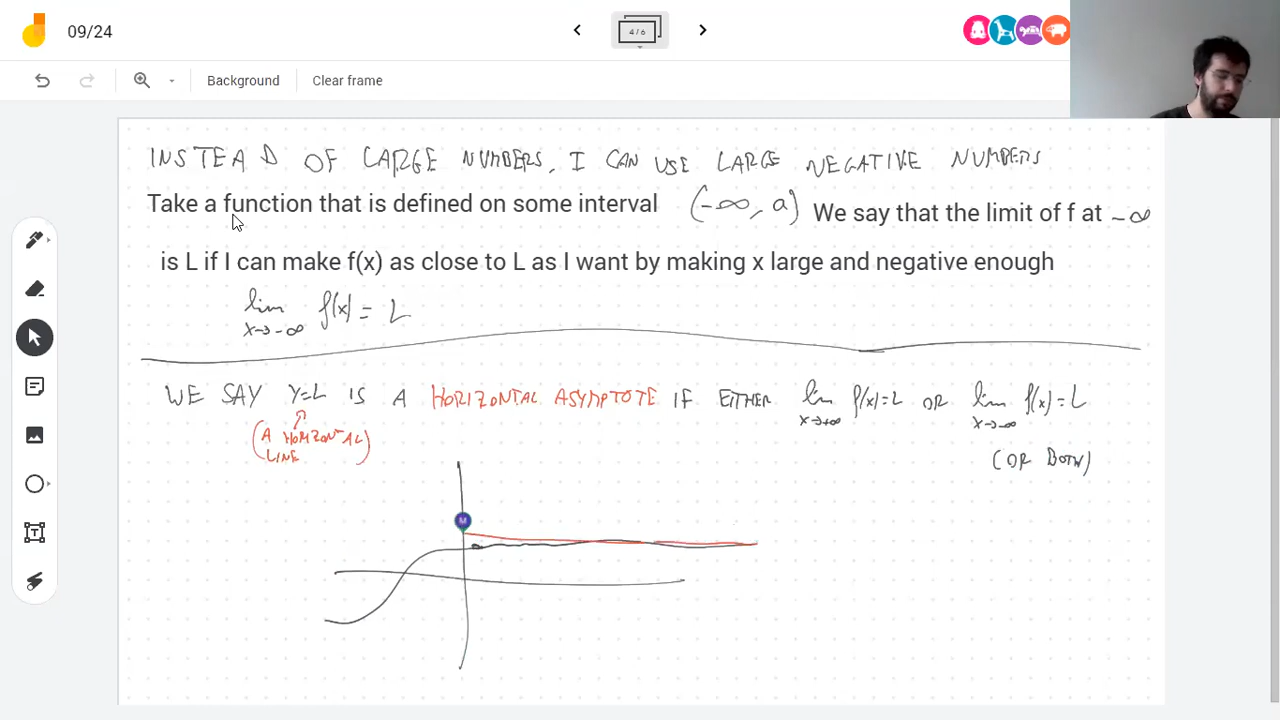 09/24
4 / 6
Background
Clear frame
INSTEAD OF LARGE NUMBERS, I CAN USE LARGE NEGATIVE NUMBERS
Take a function that is defined on some interval (-∞, a) We say that the limit of f at -∞
is L if I can make f(x) as close to L as I want by making x large and negative enough
lim f(x) = L
x→-∞
WE SAY Y=L IS A HORIZONTAL ASYMPTOTE IF EITHER lim f(x)=L OR lim f(x)=L
x→+∞ x→-∞
(A HORIZONTAL
LINE)
(OR BOTH)
M